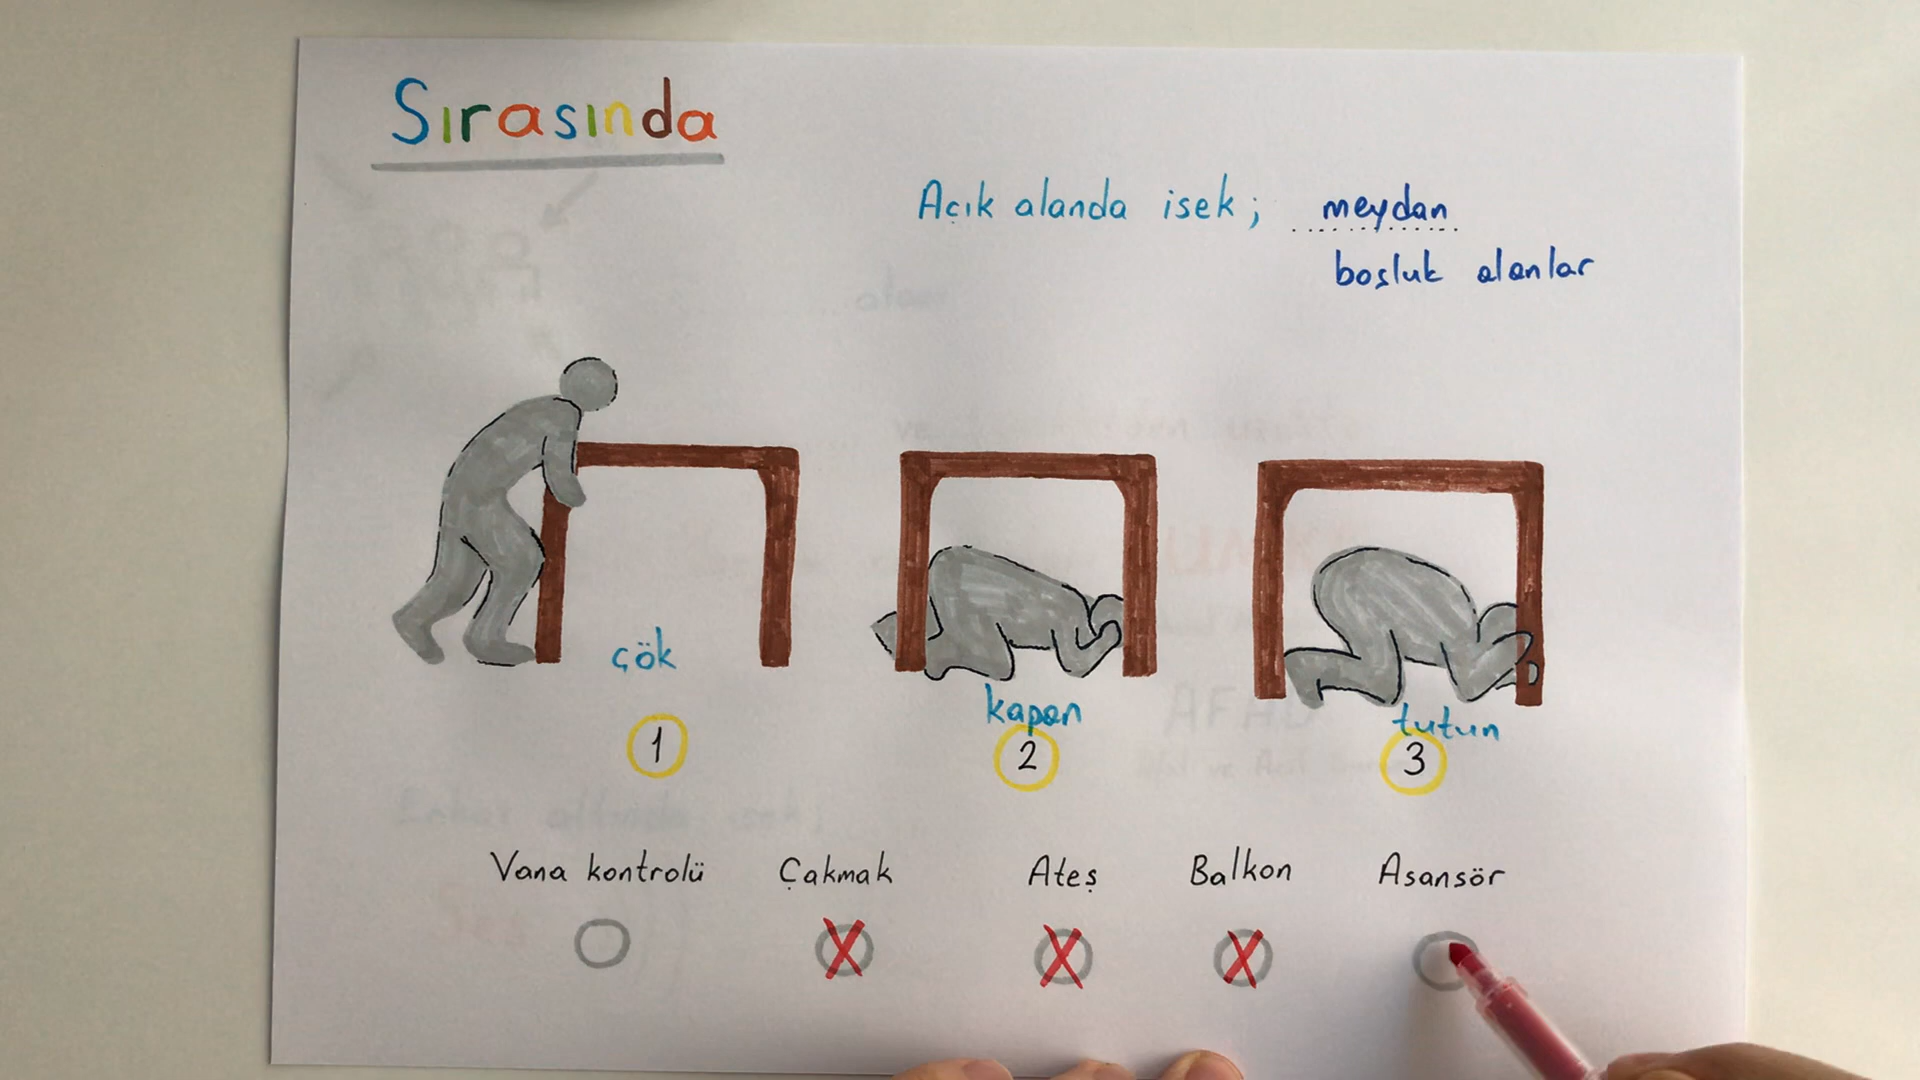 Sırasında
Açık alanda isek; meydan
boşluk alanlar
çök
kapan
tutun
1
2
3
Vana kontrolü Çakmak Ateş Balkon Asansör
X X X